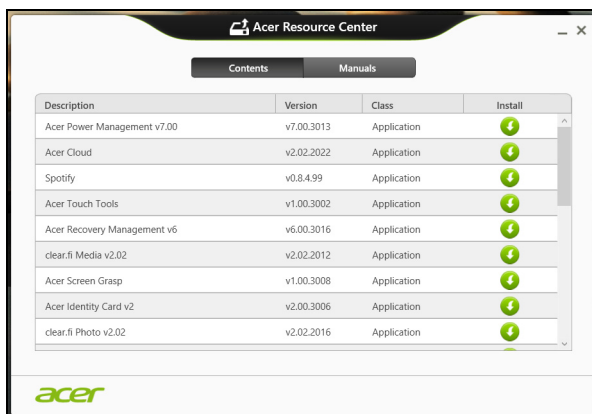 Acer Resource Center
Contents Manuals
Description Version Class Install
Acer Power Management v7.00 v7.00.3013 Application
Acer Cloud v2.02.2022 Application
Spotify v0.8.4.99 Application
Acer Touch Tools v1.00.3002 Application
Acer Recovery Management v6 v6.00.3016 Application
clear.fi Media v2.02 v2.02.2012 Application
Acer Screen Grasp v1.00.3008 Application
Acer Identity Card v2 v2.00.3006 Application
clear.fi Photo v2.02 v2.02.2016 Application
acer